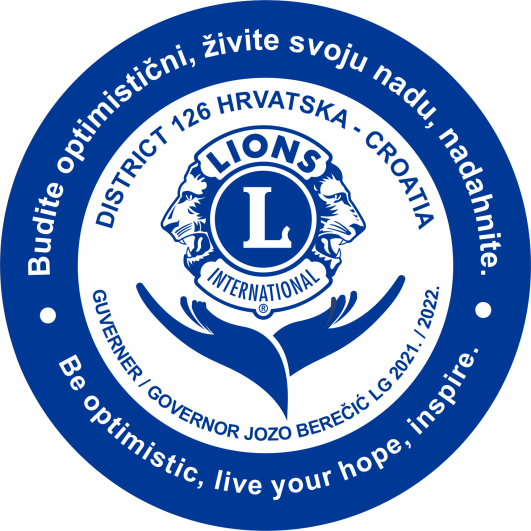 Budite optimistični, živite svoju nadu, nadahnite.
DISTRICT 126 HRVATSKA - CROATIA
LIONS
L
INTERNATIONAL
®
GUVERNER / GOVERNOR JOZO BEREČIĆ LG 2021. / 2022.
Be optimistic, live your hope, inspire.